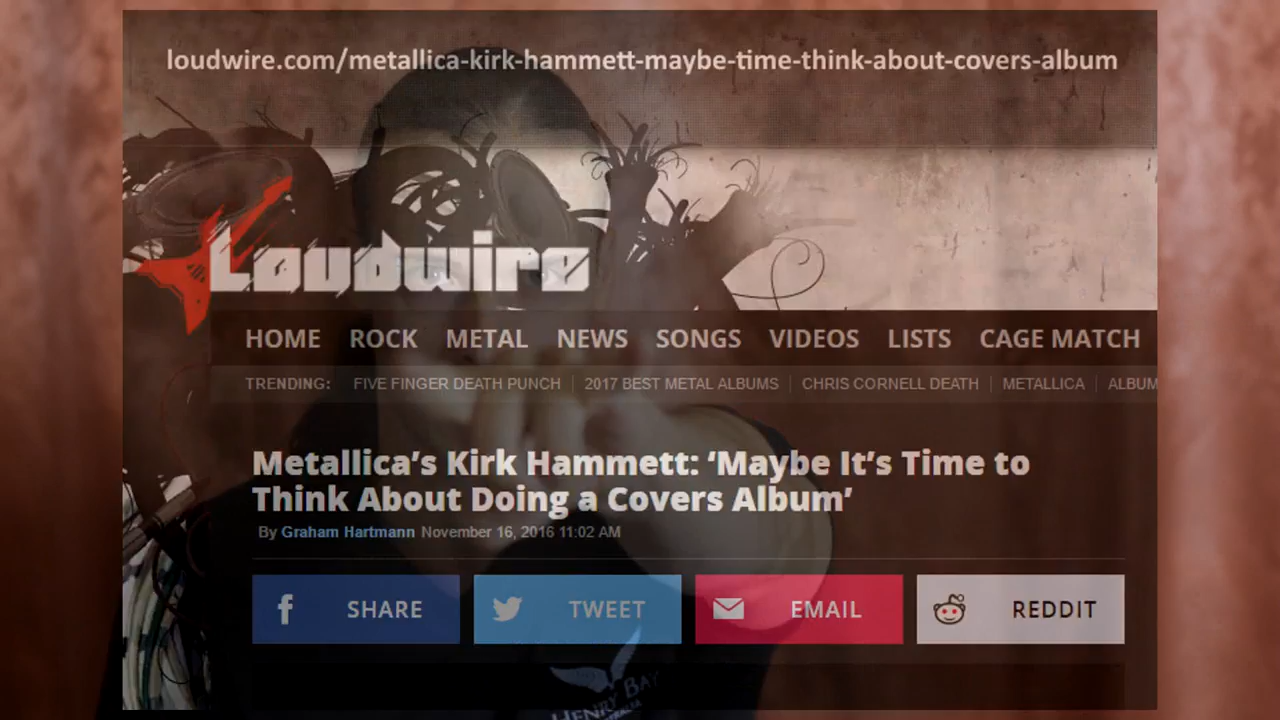 loudwire.com/metallica-kirk-hammett-maybe-time-think-about-covers-album
Loudwire
HOME ROCK METAL NEWS SONGS VIDEOS LISTS CAGE MATCH
TRENDING: FIVE FINGER DEATH PUNCH 2017 BEST METAL ALBUMS CHRIS CORNELL DEATH METALLICA ALBUM
Metallica’s Kirk Hammett: ‘Maybe It’s Time to
Think About Doing a Covers Album’
By Graham Hartmann November 16, 2016 11:02 AM
SHARE TWEET EMAIL REDDIT
HENRY BA